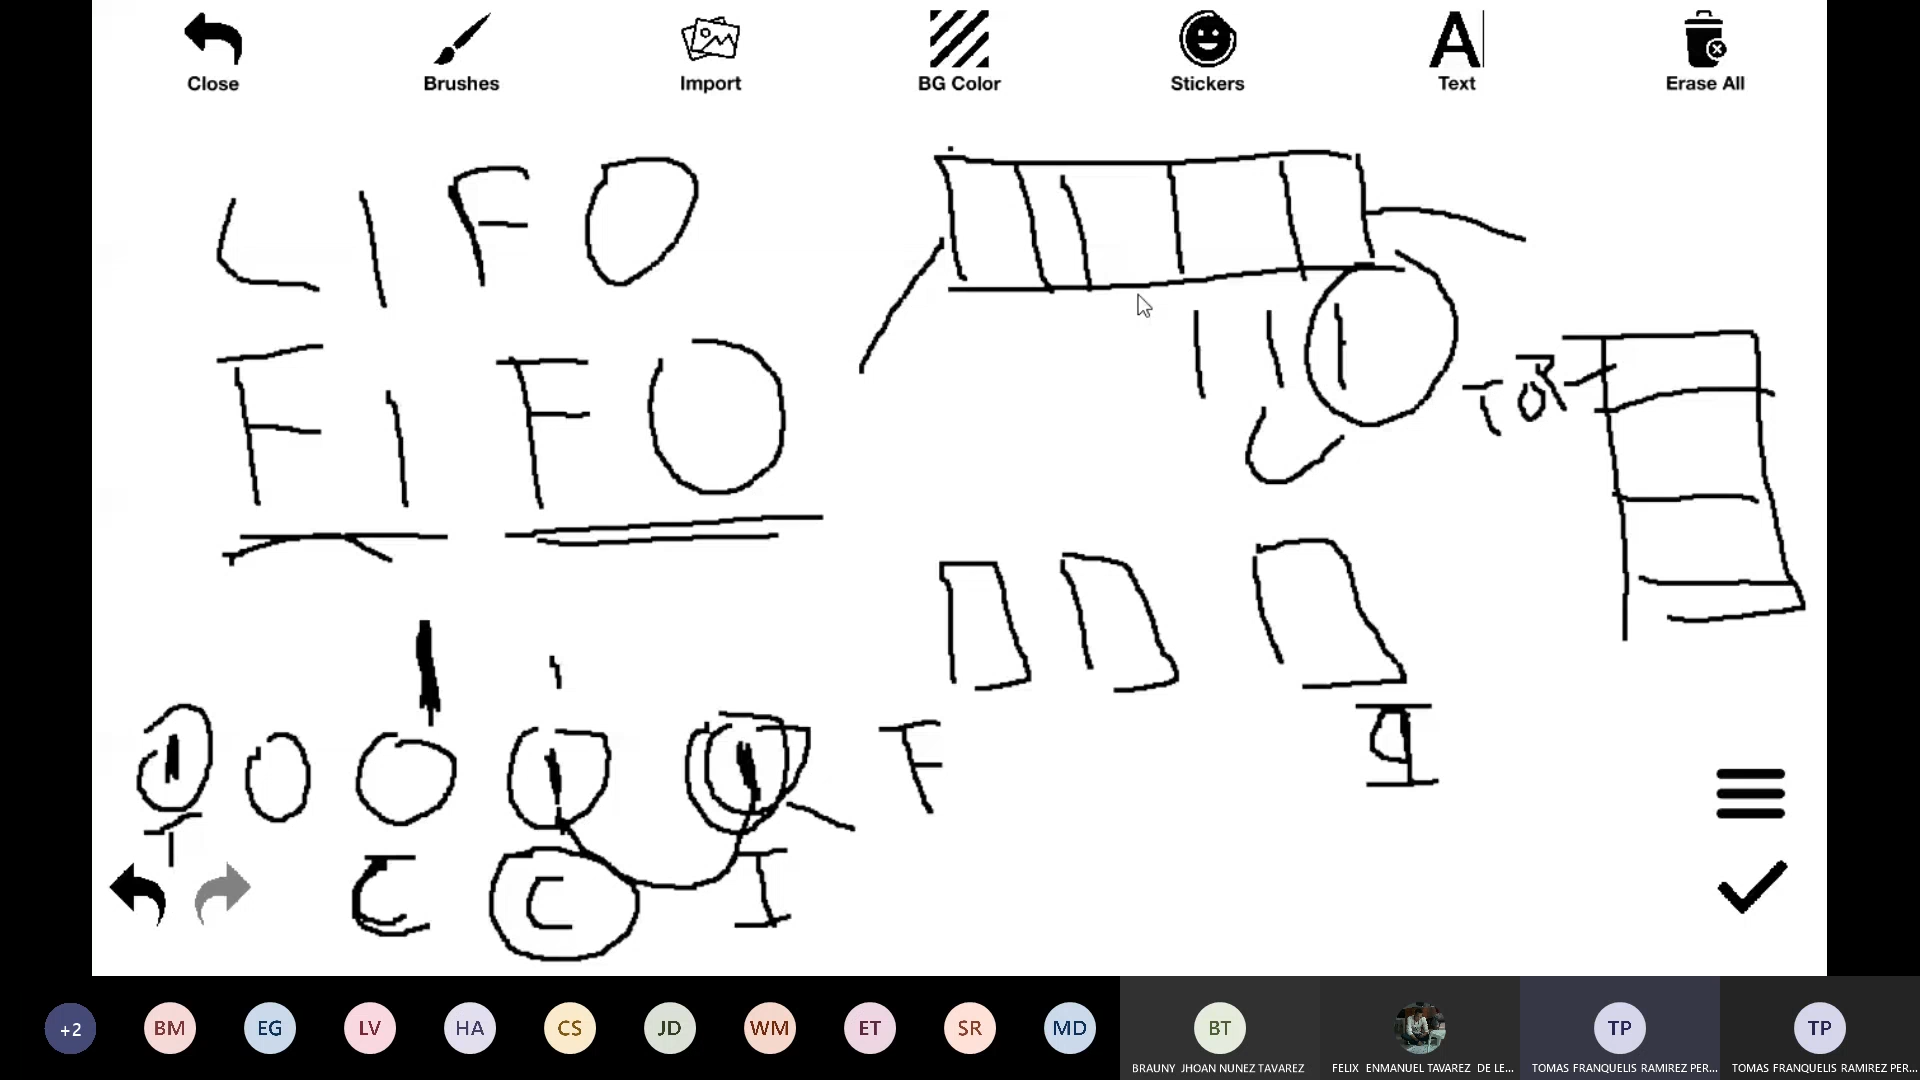 Close Brushes Import BG Color Stickers Text Erase All
A
LIFO
FIFO
TOP
F
T
C C I
+2 BM EG LV HA CS JD WM ET SR MD BT TP TP
BRAUNY JHOAN NUNEZ TAVAREZ FELIX ENMANUEL TAVAREZ DE LE... TOMAS FRANQUELIS RAMIREZ PER... TOMAS FRANQUELIS RAMIREZ PER...